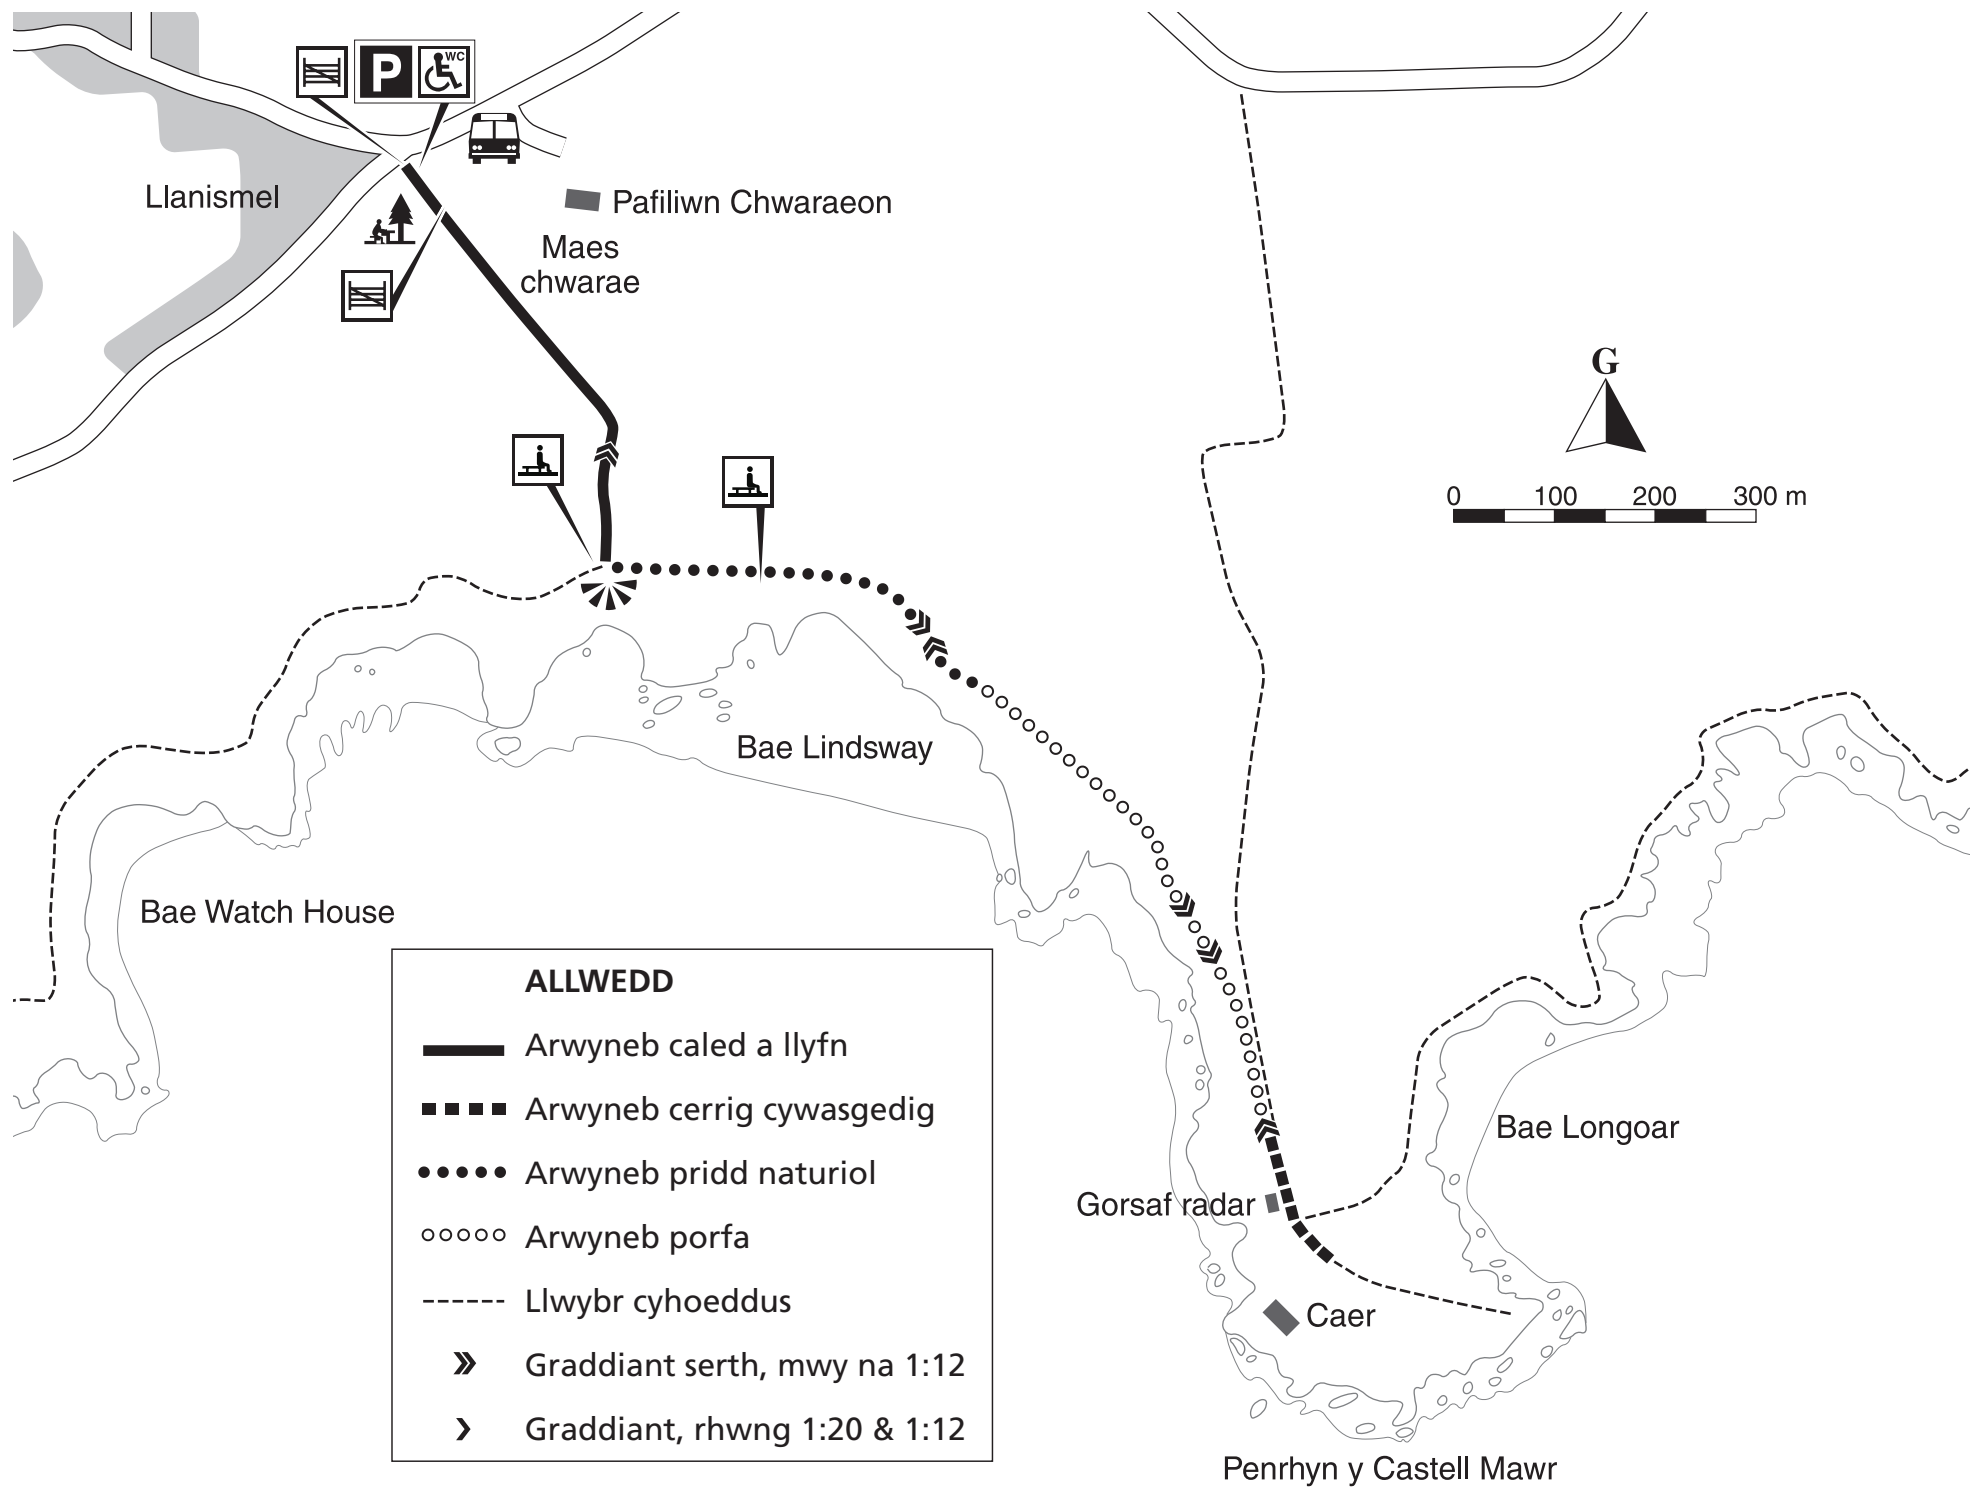 P
WC
Llanismel
Pafiliwn Chwaraeon
Maes
chwarae
G
0 100 200 300 m
Bae Lindsway
Bae Watch House
Bae Longoar
Gorsaf radar
Caer
Penrhyn y Castell Mawr
ALLWEDD
Arwyneb caled a llyfn
Arwyneb cerrig cywasgedig
Arwyneb pridd naturiol
Arwyneb porfa
Llwybr cyhoeddus
Graddiant serth, mwy na 1:12
Graddiant, rhwng 1:20 & 1:12